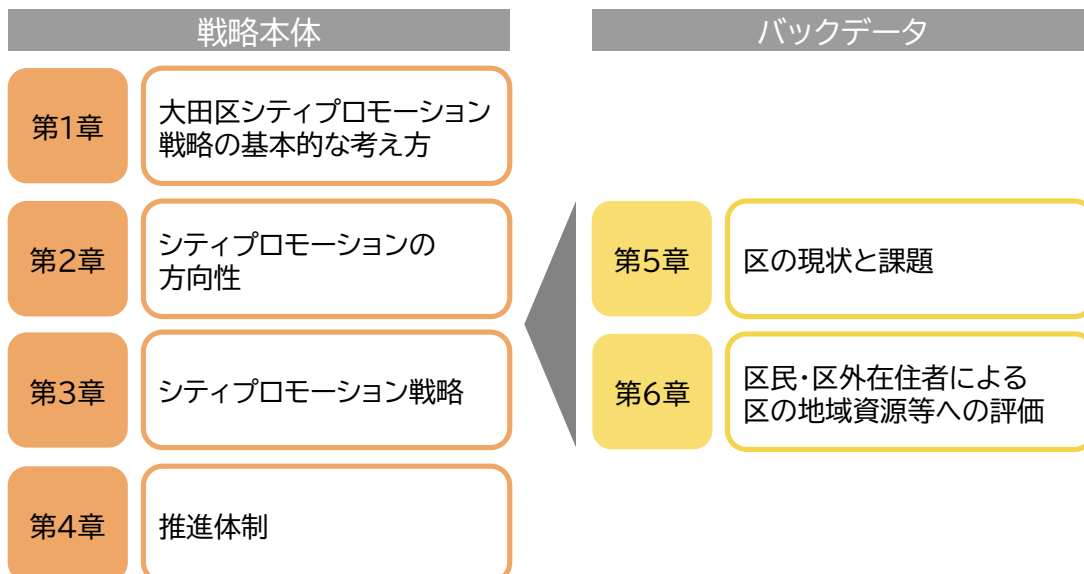 戦略本体
第1章
大田区シティプロモーション
戦略の基本的な考え方
第2章
シティプロモーションの
方向性
第3章
シティプロモーション戦略
第4章
推進体制
バックデータ
第5章
区の現状と課題
第6章
区民・区外在住者による
区の地域資源等への評価